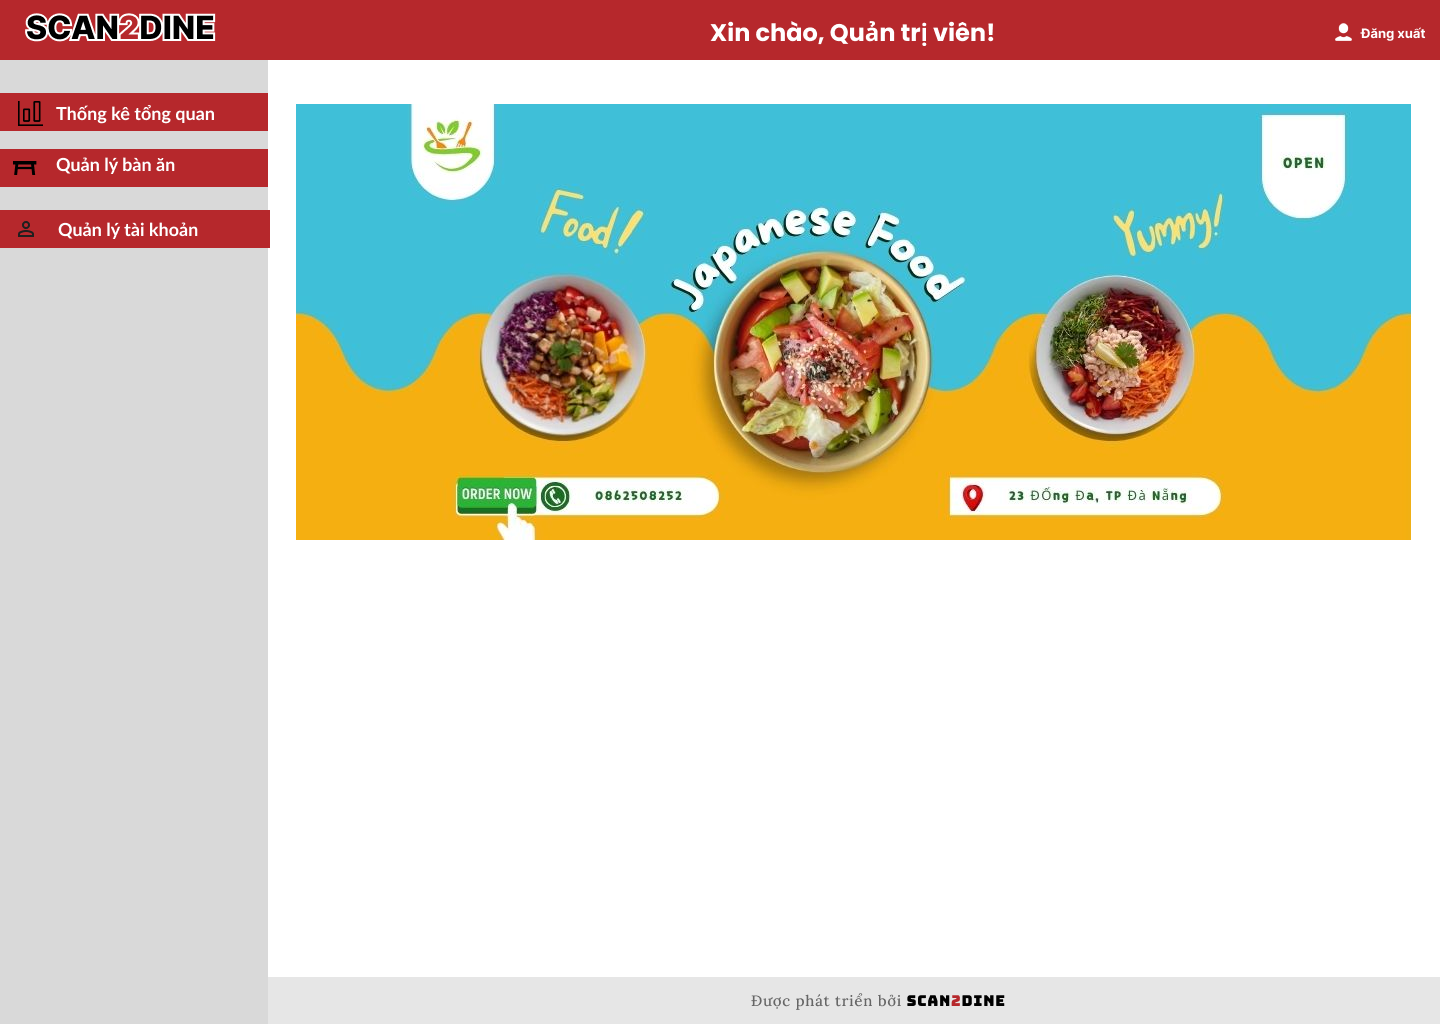 SCAN2DINE
Xin chào, Quản trị viên!
Đăng xuất
Thống kê tổng quan
Quản lý bàn ăn
Quản lý tài khoản
OPEN
Food!
Japanese Food
Yummy!
ORDER NOW
0862508252
23 ĐỐng Đa, TP Đà Nẵng
Được phát triển bởi SCAN2DINE